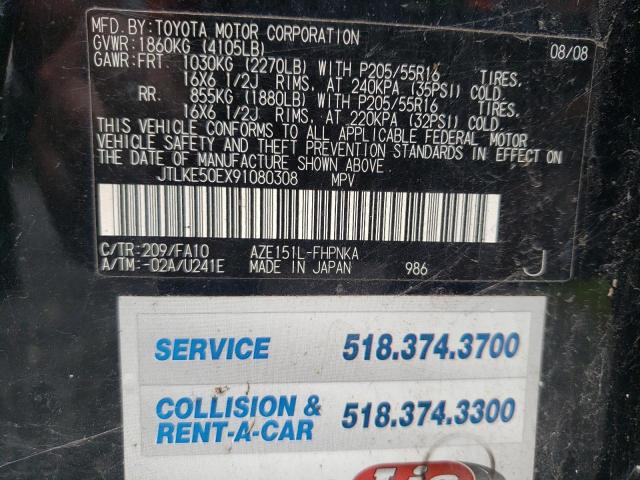 MFD. BY: TOYOTA MOTOR CORPORATION
GVWR: 1860KG (4105LB) 08/08
GAWR: FRT. 1030KG (2270LB) WITH P205/55R16 TIRES,
16X6 1/2J RIMS, AT 240KPA (35PSI) COLD.
RR. 855KG (1880LB) WITH P205/55R16 TIRES,
16X6 1/2J RIMS, AT 220KPA (32PSI) COLD.
THIS VEHICLE CONFORMS TO ALL APPLICABLE FEDERAL MOTOR
VEHICLE SAFETY AND THEFT PREVENTION STANDARDS IN EFFECT ON
THE DATE OF MANUFACTURE SHOWN ABOVE.
JTLKE50EX91080308 MPV
C/TR: 209/FA10 AZE151L-FHPNKA
A/TM: -02A/U241E MADE IN JAPAN 986 J
SERVICE 518.374.3700
COLLISION & 518.374.3300
RENT-A-CAR
Lia